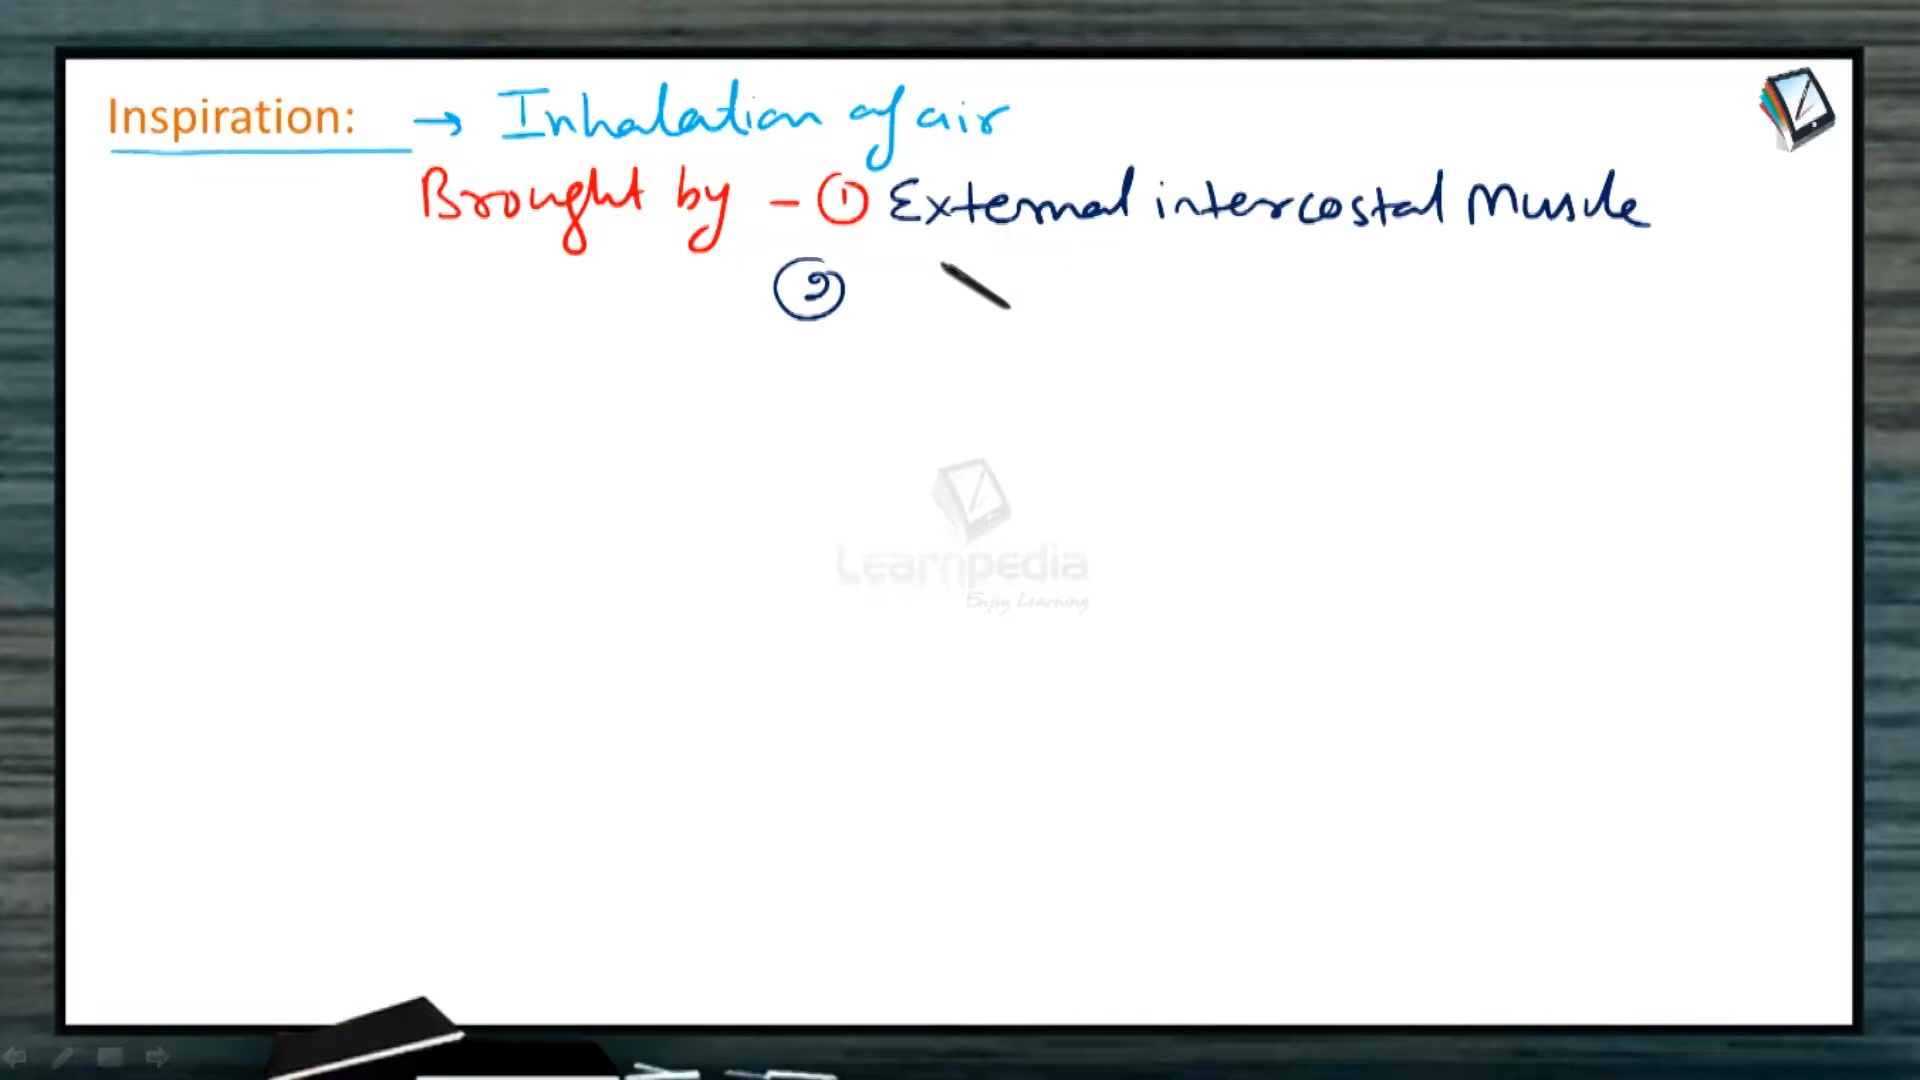 Inspiration: → Inhalation of air
Brought by - ① External intercostal Muscle
②
Learnpedia
Enjoy Learning